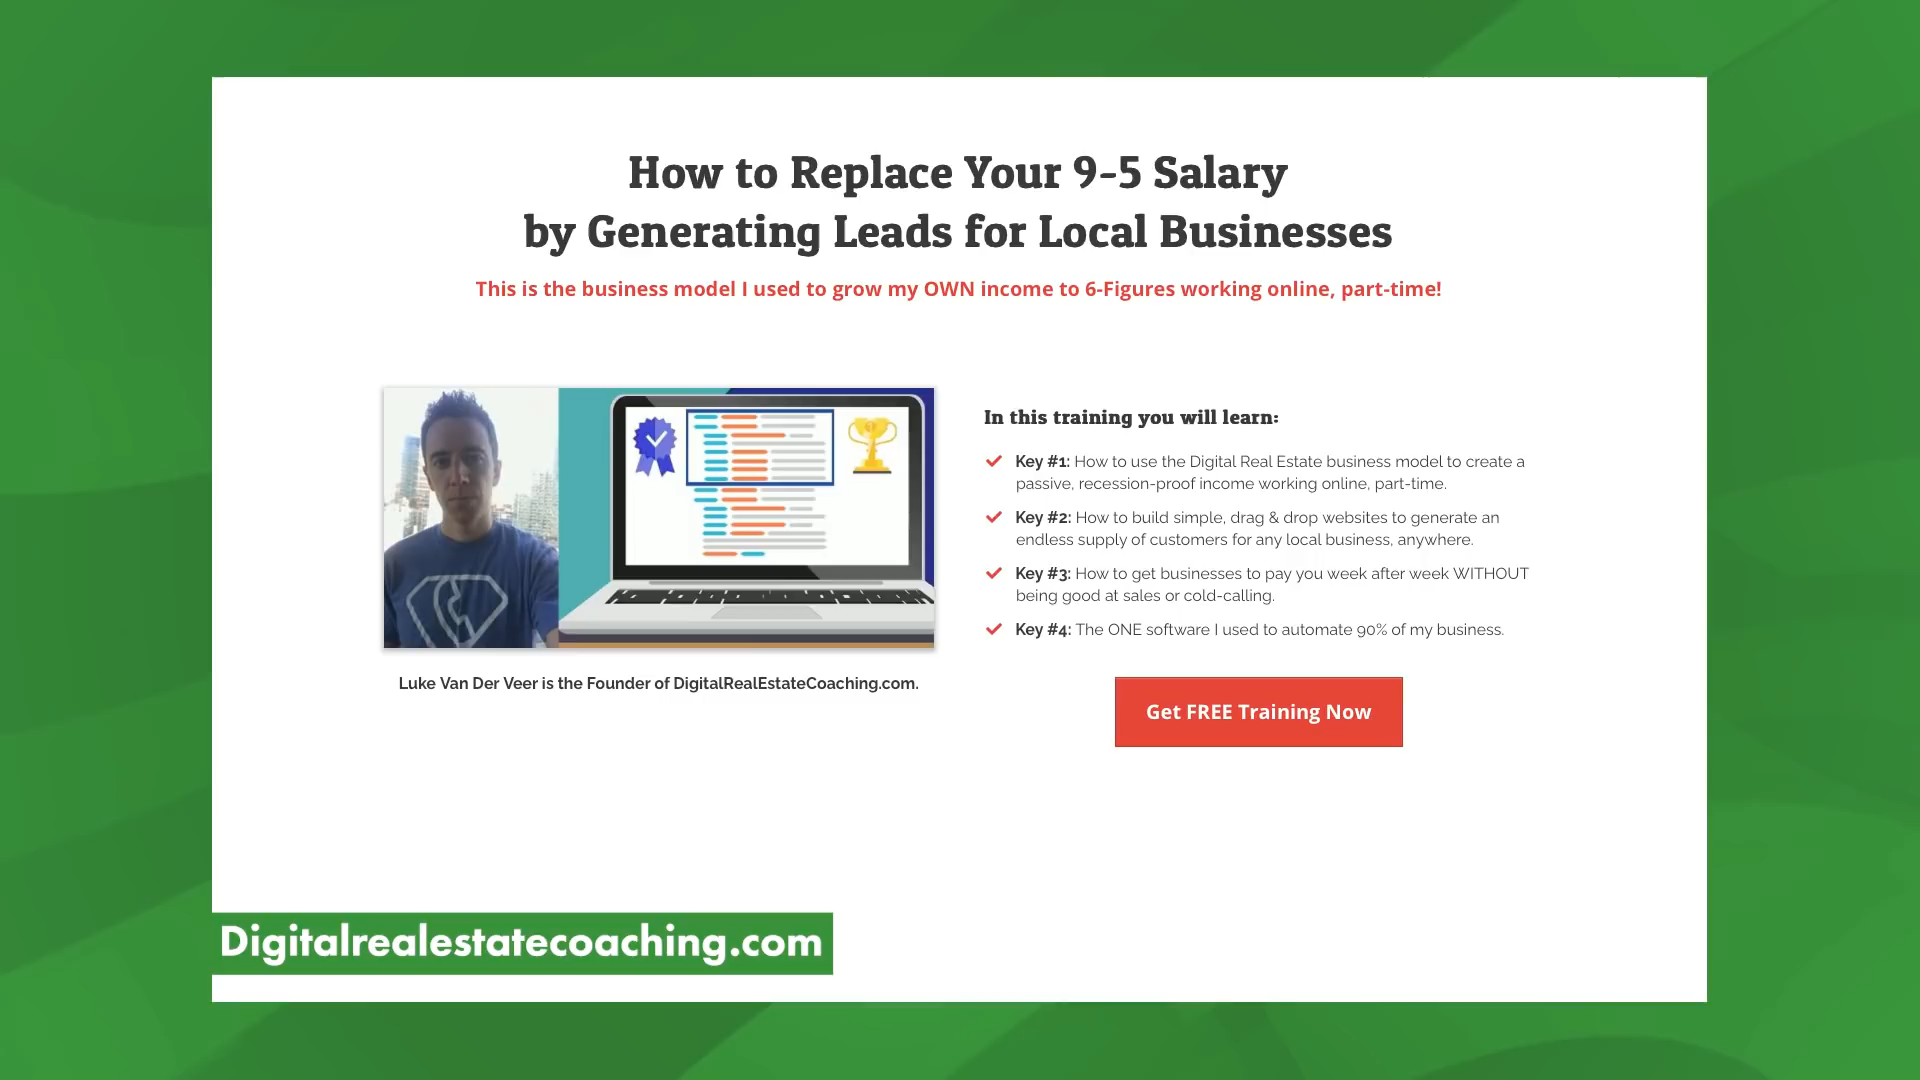 How to Replace Your 9-5 Salary
by Generating Leads for Local Businesses
This is the business model I used to grow my OWN income to 6-Figures working online, part-time!
In this training you will learn:
Key #1: How to use the Digital Real Estate business model to create a
passive, recession-proof income working online, part-time.
Key #2: How to build simple, drag & drop websites to generate an
endless supply of customers for any local business, anywhere.
Key #3: How to get businesses to pay you week after week WITHOUT
being good at sales or cold-calling.
Key #4: The ONE software I used to automate 90% of my business.
Luke Van Der Veer is the Founder of DigitalRealEstateCoaching.com.
Get FREE Training Now
Digitalrealestatecoaching.com